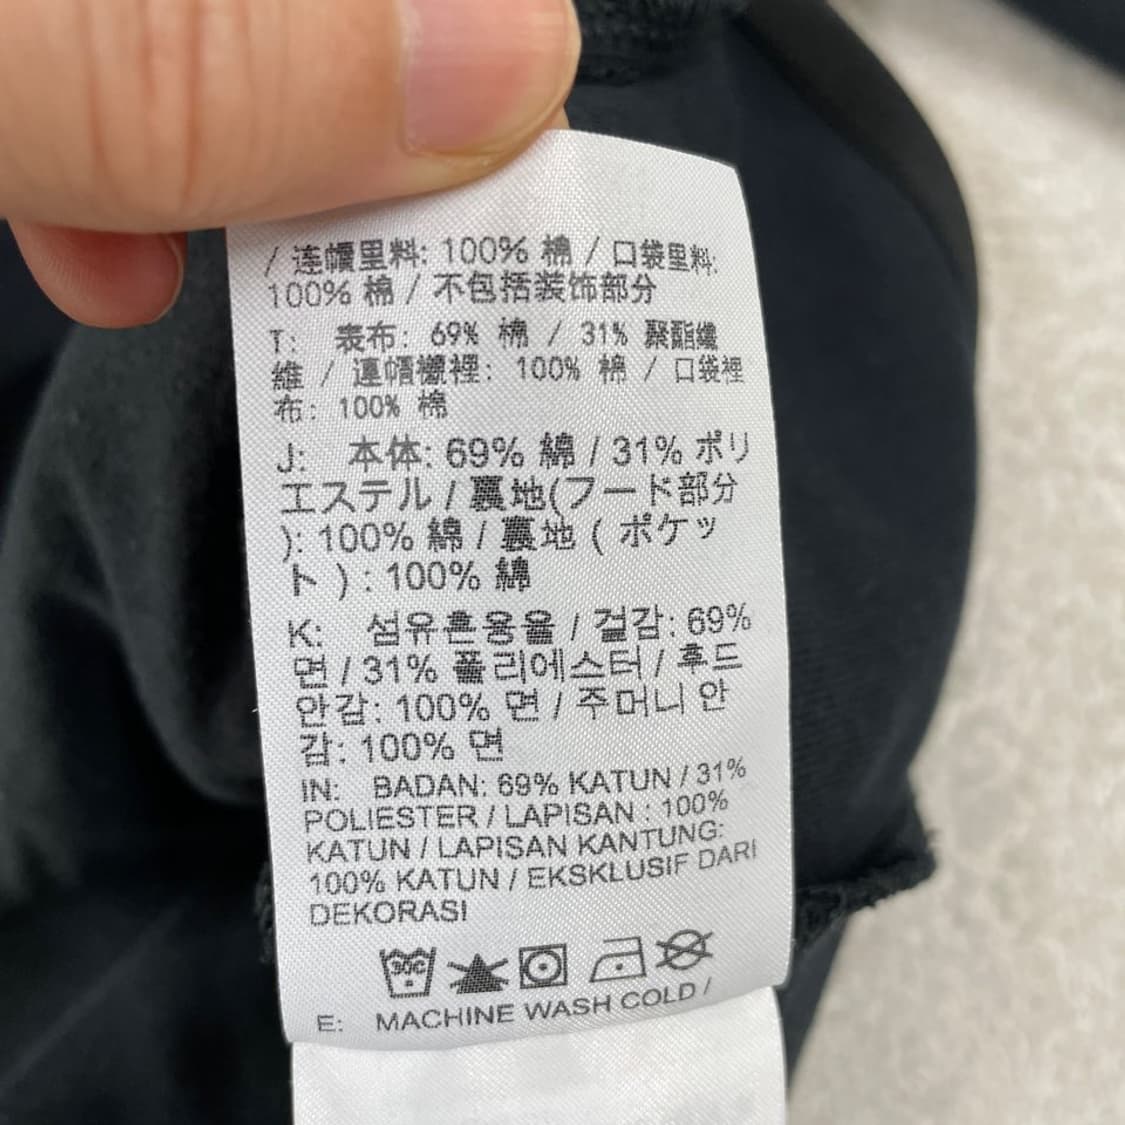 / 连帽里料: 100% 棉 / 口袋里料:
100% 棉 / 不包括装饰部分
T: 表布: 69% 棉 / 31% 聚酯纖
維 / 連帽襯裡: 100% 棉 / 口袋裡
布: 100% 棉
J: 本体: 69% 綿 / 31% ポリ
エステル / 裏地(フード部分
): 100% 綿 / 裏地 ( ポケッ
ト ) : 100% 綿
K: 섬유혼용율 / 겉감: 69%
면 / 31% 폴리에스터 / 후드
안감: 100% 면 / 주머니 안
감: 100% 면
IN: BADAN: 69% KATUN / 31%
POLIESTER / LAPISAN : 100%
KATUN / LAPISAN KANTUNG:
100% KATUN / EKSKLUSIF DARI
DEKORASI
30C
E: MACHINE WASH COLD /